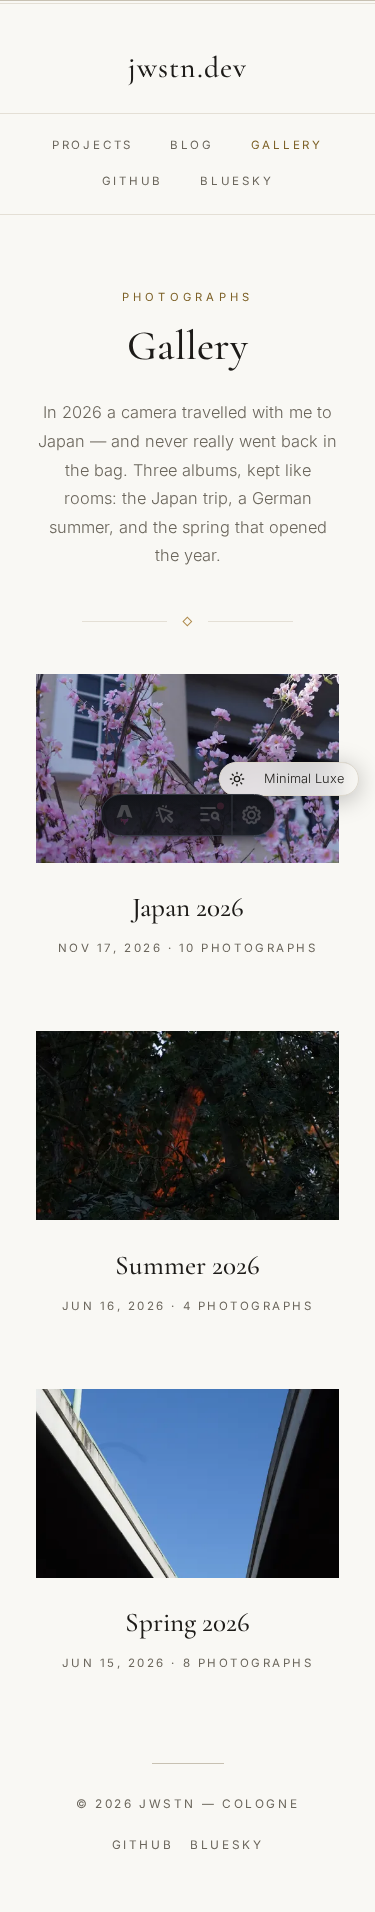 jwstn.dev
PROJECTS BLOG GALLERY
GITHUB BLUESKY
PHOTOGRAPHS
Gallery
In 2026 a camera travelled with me to
Japan — and never really went back in
the bag. Three albums, kept like
rooms: the Japan trip, a German
summer, and the spring that opened
the year.
Minimal Luxe
Japan 2026
NOV 17, 2026 · 10 PHOTOGRAPHS
Summer 2026
JUN 16, 2026 · 4 PHOTOGRAPHS
Spring 2026
JUN 15, 2026 · 8 PHOTOGRAPHS
© 2026 JWSTN — COLOGNE
GITHUB BLUESKY